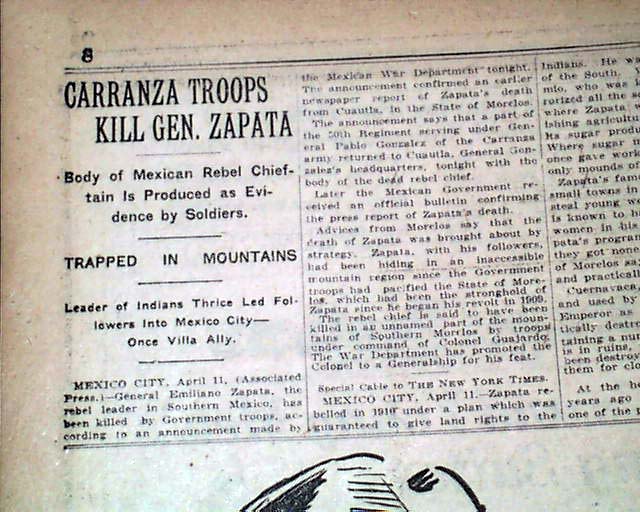 8
CARRANZA TROOPS
KILL GEN. ZAPATA
Body of Mexican Rebel Chief-
tain Is Produced as Evi-
dence by Soldiers.
TRAPPED IN MOUNTAINS
Leader of Indians Thrice Led Fol-
lowers Into Mexico City—
Once Villa Ally.
MEXICO CITY, April 11, (Associated
Press.)—General Emiliano Zapata, the
rebel leader in Southern Mexico, has
been killed by Government troops, ac-
cording to an announcement made by
the Mexican War Department tonight.
The announcement confirmed an earlier
newspaper report of Zapata's death
from Cuautla, in the State of Morelos.
The announcement says that a part of
the 50th Regiment serving under Gen-
eral Pablo Gonzalez of the Carranza
army returned to Cuautla, General Gon-
zalez's headquarters, tonight with the
body of the dead rebel chief.
Later the Mexican Government re-
ceived an official bulletin confirming
the press report of Zapata's death.
Advices from Morelos say that the
death of Zapata was brought about by
strategy. Zapata, with his followers,
had been hiding in an inaccessible
mountain region since the Government
troops had pacified the State of More-
los, which had been the stronghold of
Zapata since he began his revolt in 1909.
The rebel chief is said to have been
killed in an unnamed part of the moun-
tains of Southern Morelos by troops
under command of Colonel Guajardo.
The War Department has promoted the
Colonel to a Generalship for his feat.
Special Cable to THE NEW YORK TIMES.
MEXICO CITY, April 11.—Zapata re-
belled in 1910 under a plan which was
guaranteed to give land rights to the
Indians. He
of the South.
who was
all the
where Zapata
agricultu
Its sugar produ
Where sugar
once gave work
only mounds of
Zapata's fam
small towns in
steal young
is known to
women in his
pata's program
they got none
of Morelos say
and practical
Cuernavaca
and used by
Emperor as
tically destro
taining a
is in ruins,
been destroy
them for clo
At the
years ago
one of the